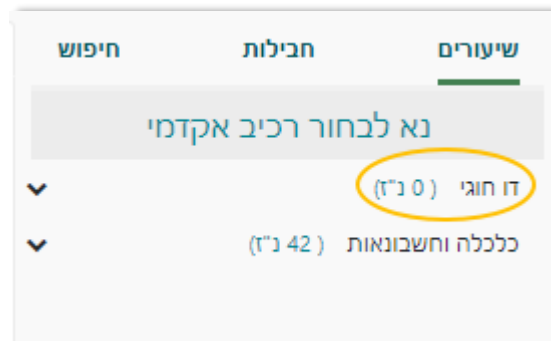 שיעורים חבילות חיפוש
נא לבחור רכיב אקדמי
דו חוגי ( 0 נ"ז)
כלכלה וחשבונאות ( 42 נ"ז)